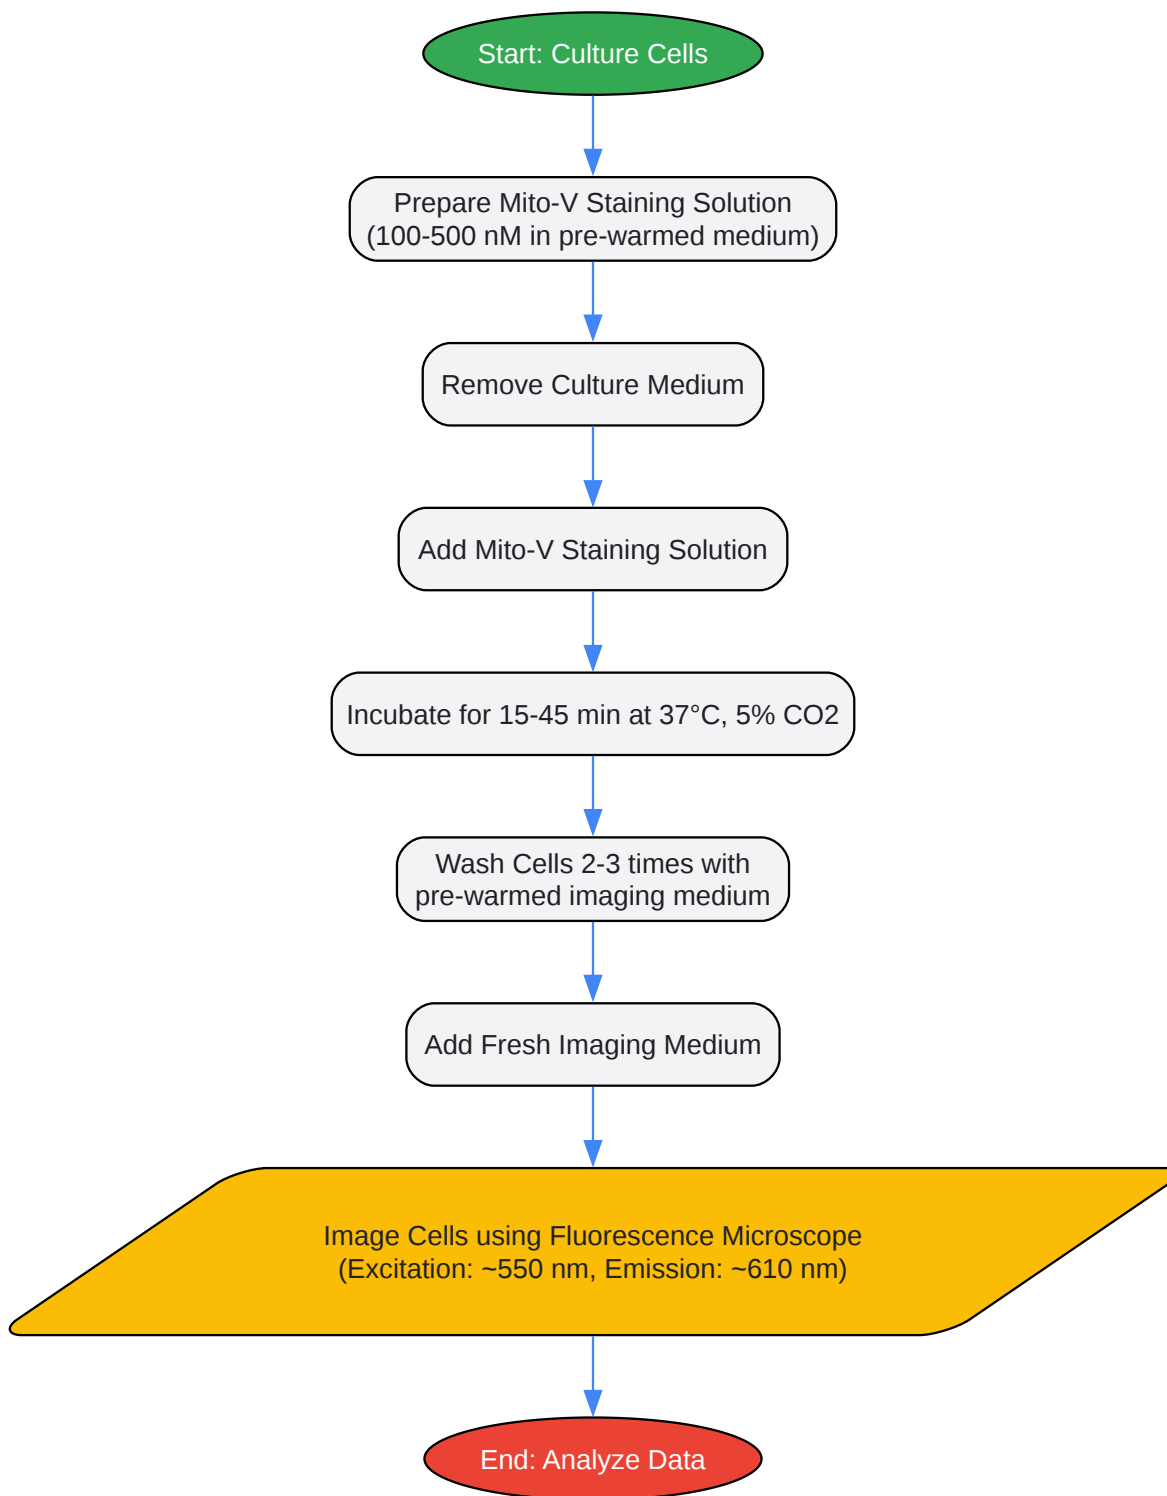 Start: Culture Cells
Prepare Mito-V Staining Solution
(100-500 nM in pre-warmed medium)
Remove Culture Medium
Add Mito-V Staining Solution
Incubate for 15-45 min at 37°C, 5% CO2
Wash Cells 2-3 times with
pre-warmed imaging medium
Add Fresh Imaging Medium
Image Cells using Fluorescence Microscope
(Excitation: ~550 nm, Emission: ~610 nm)
End: Analyze Data